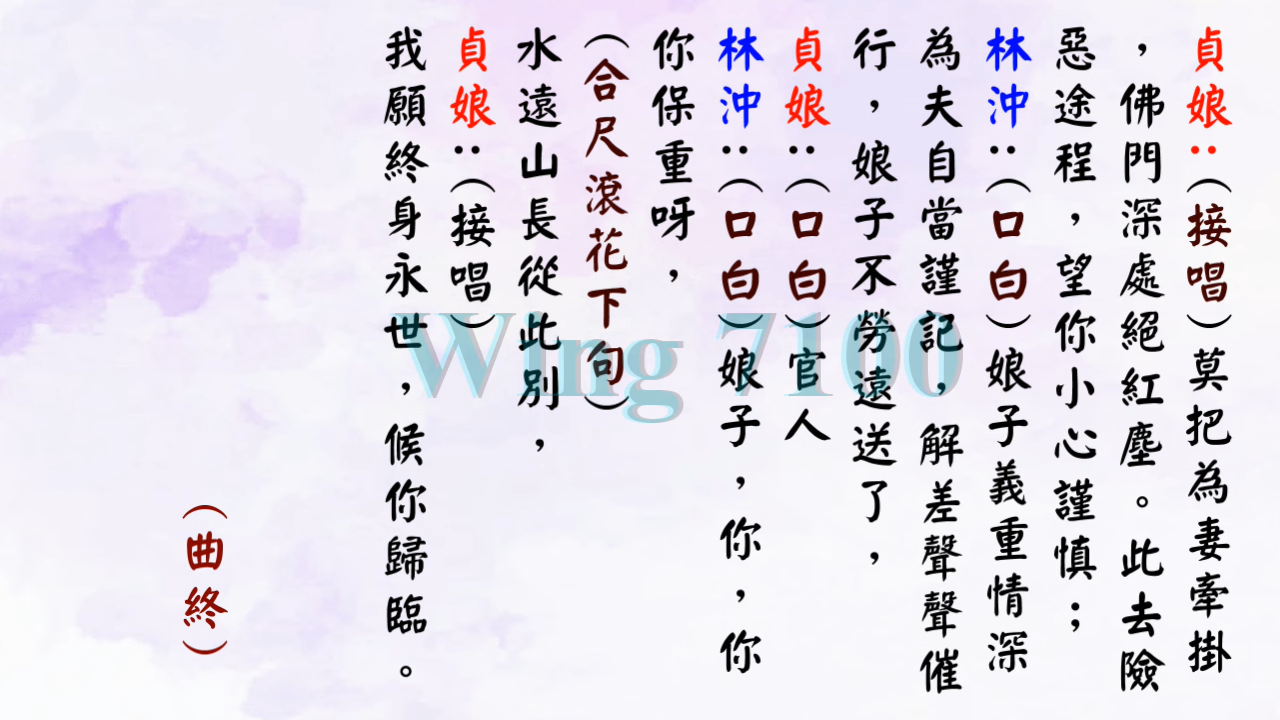 貞娘：（接唱）莫把為妻牽掛
，佛門深處絕紅塵。此去險
惡途程，望你小心謹慎；
林沖：（口白）娘子義重情深
為夫自當謹記，解差聲聲催
行，娘子不勞遠送了，
貞娘：（口白）官人
林沖：（口白）娘子，你，你
你保重呀，
（合尺滾花下句）
水遠山長從此別，
貞娘：（接唱）
我願終身永世，候你歸臨。
（曲終）
Wing 7100